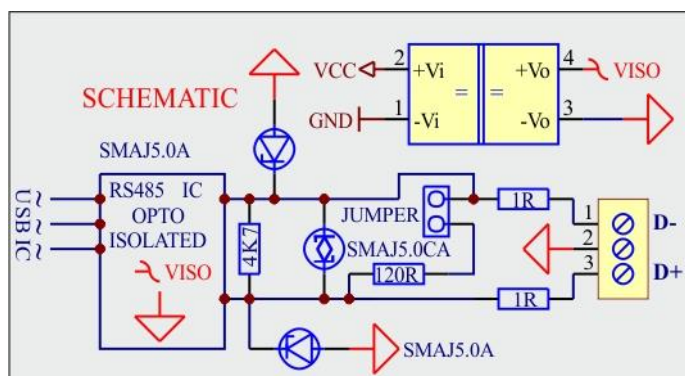 2
+Vi
+Vo
4
VCC
VISO
SCHEMATIC
=
=
1
-Vi
-Vo
3
GND
SMAJ5.0A
RS485 IC
OPTO
ISOLATED
USB IC
~
~
~
VISO
4K7
JUMPER
SMAJ5.0CA
120R
1R
1R
1
2
3
D-
D+
SMAJ5.0A